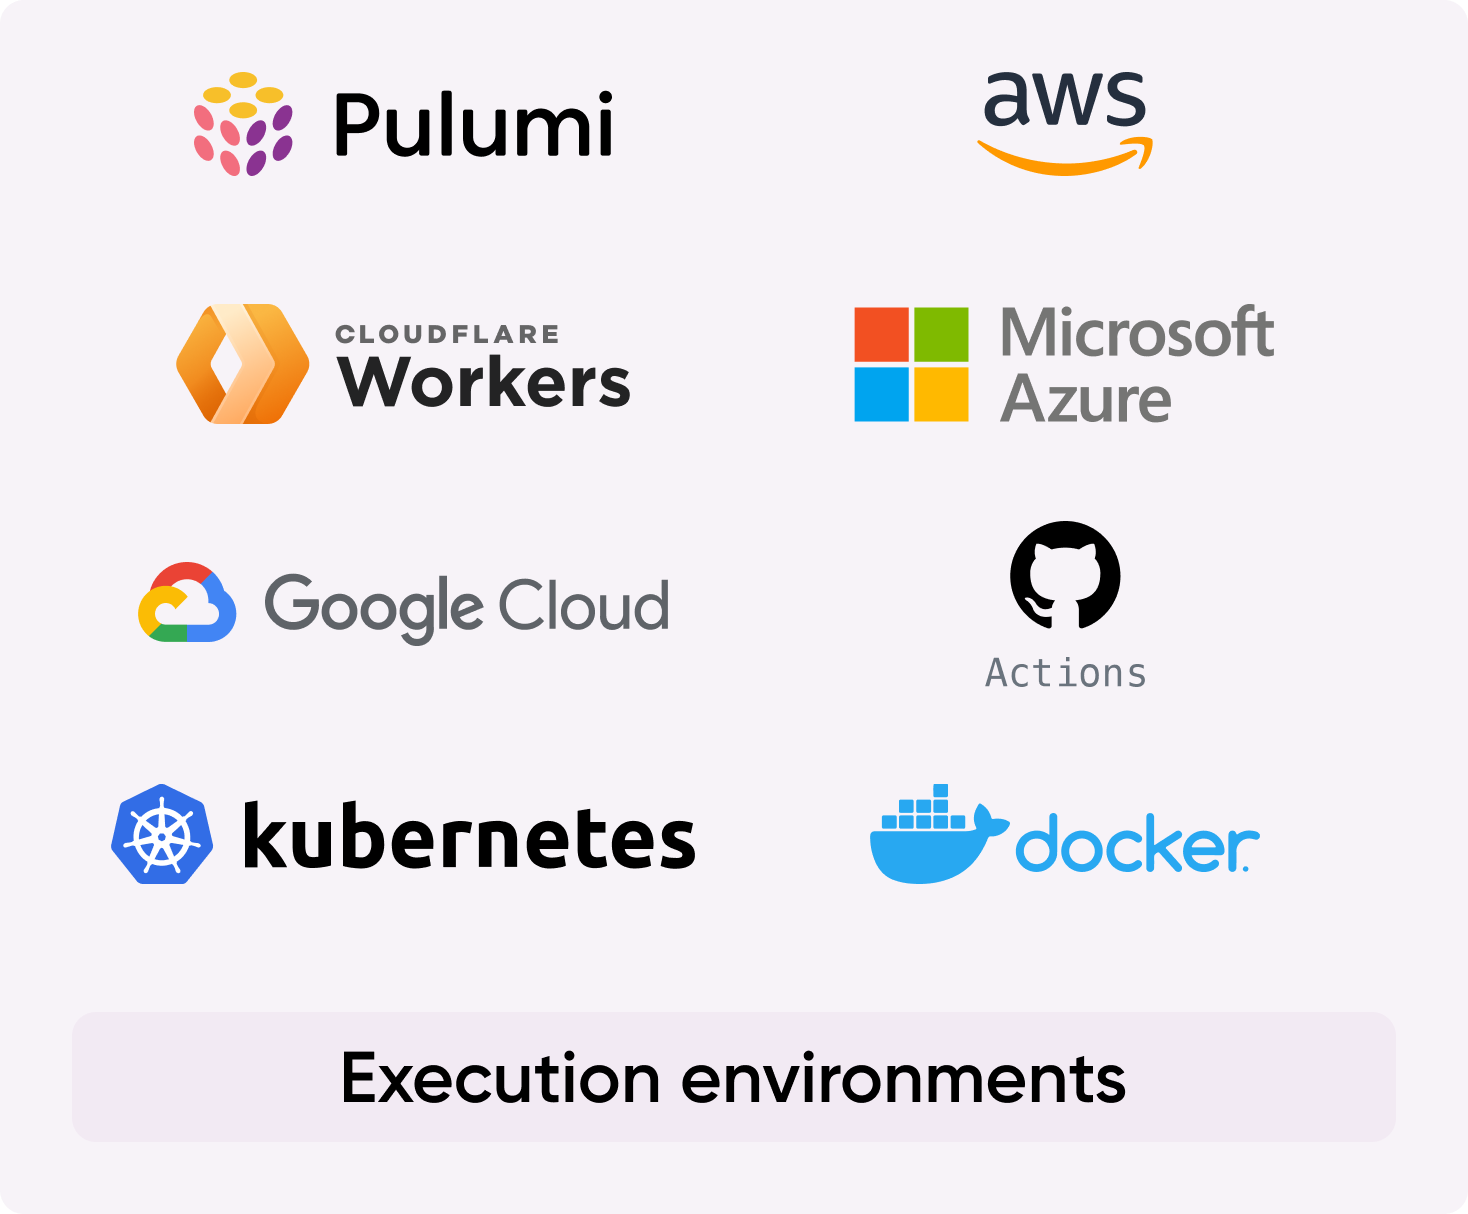 Pulumi
aws
CLOUDFLARE
Workers
Microsoft
Azure
Google Cloud
Actions
kubernetes
docker
Execution environments